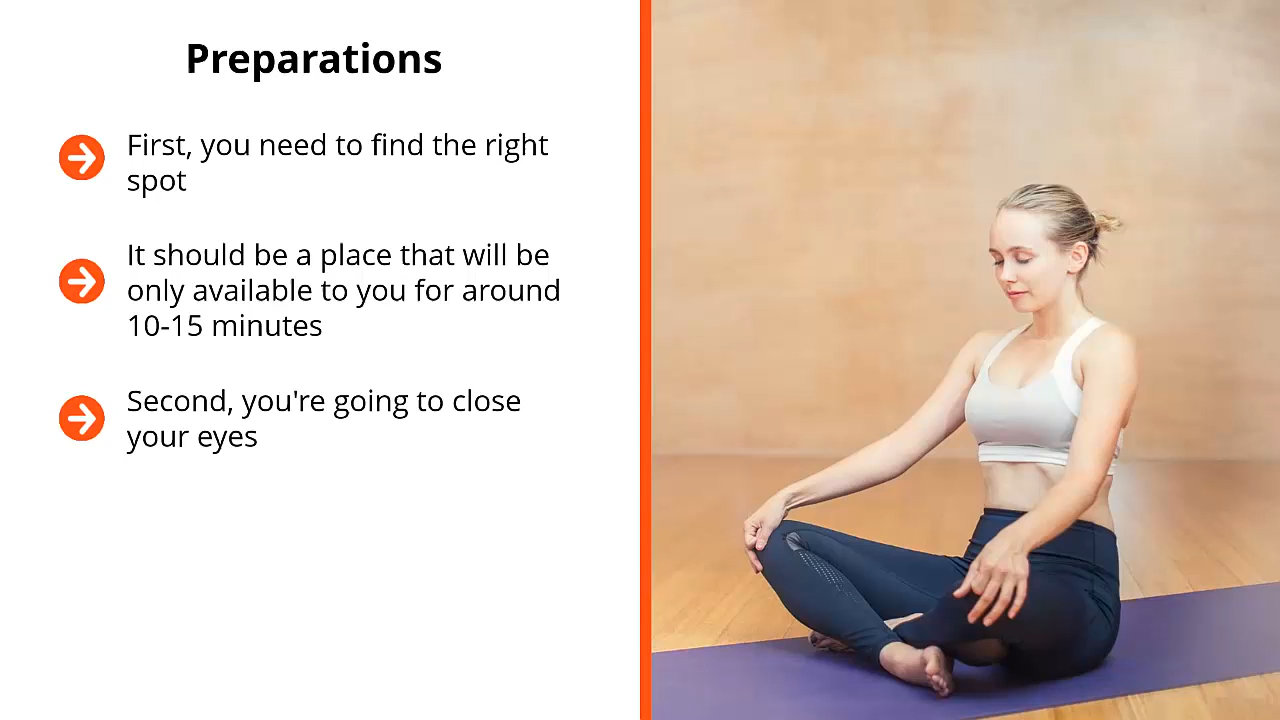 Preparations
First, you need to find the right
spot
It should be a place that will be
only available to you for around
10-15 minutes
Second, you're going to close
your eyes